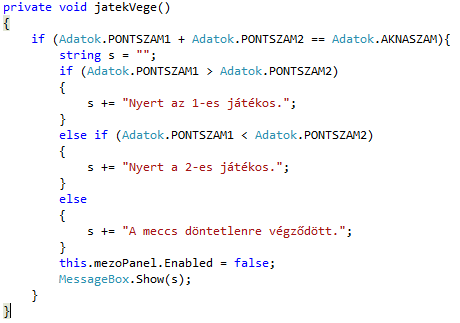 private void jatekVege()
{
    if (Adatok.PONTSZAM1 + Adatok.PONTSZAM2 == Adatok.AKNASZAM){
        string s = "";
        if (Adatok.PONTSZAM1 > Adatok.PONTSZAM2)
        {
            s += "Nyert az 1-es játékos.";
        }
        else if (Adatok.PONTSZAM1 < Adatok.PONTSZAM2)
        {
            s += "Nyert a 2-es játékos.";
        }
        else
        {
            s += "A meccs döntetlenre végződött.";
        }
        this.mezoPanel.Enabled = false;
        MessageBox.Show(s);
    }
}